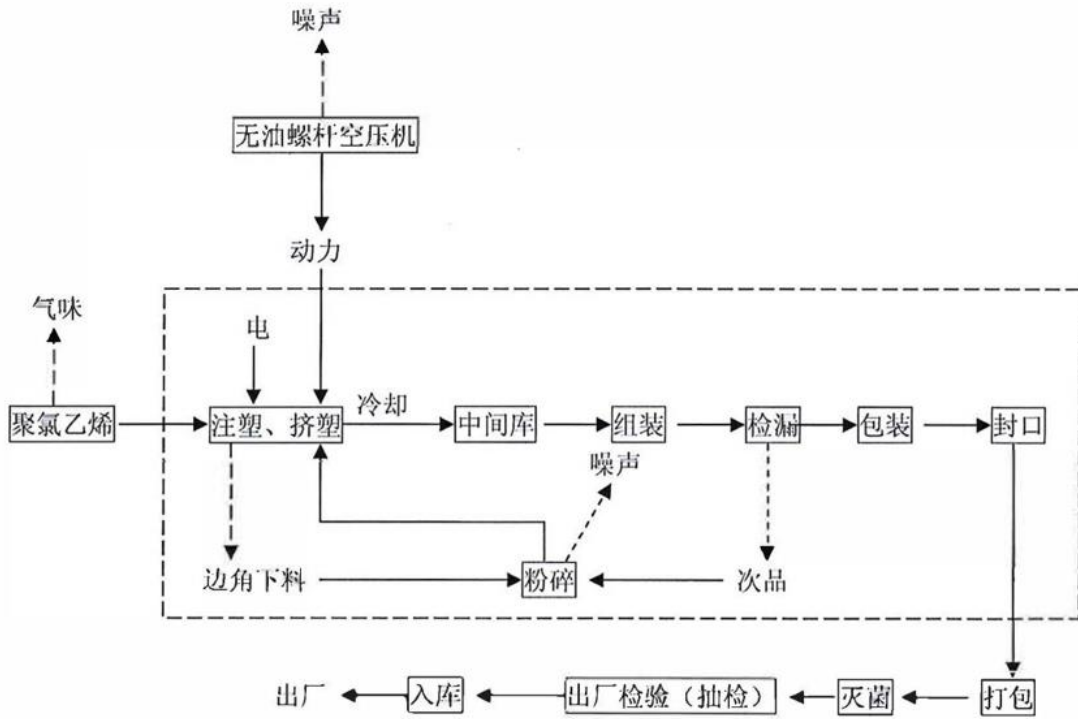 噪声
无油螺杆空压机
动力
气味
电
聚氯乙烯
注塑、挤塑
冷却
中间库
组装
检漏
包装
封口
噪声
边角下料
粉碎
次品
出厂
入库
出厂检验(抽检)
灭菌
打包